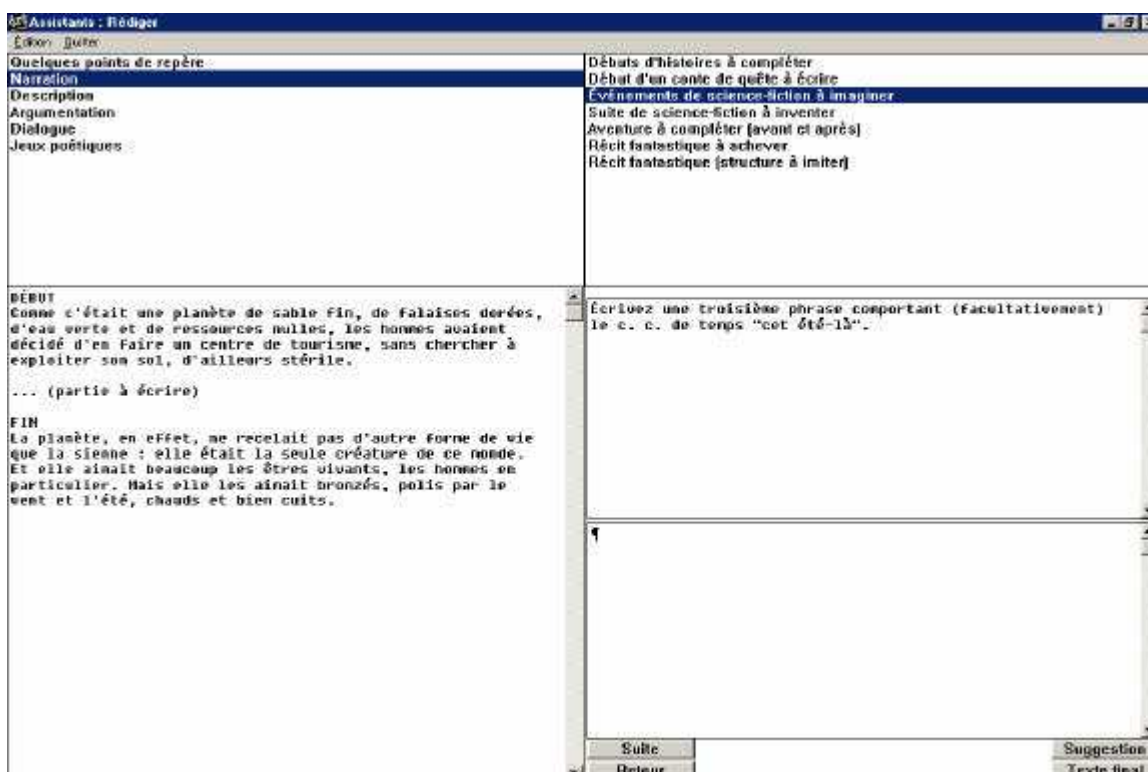 Assistants : Rédiger
Édition Quitter
Quelques points de repère
Narration
Description
Argumentation
Dialogue
Jeux poétiques
Débuts d'histoires à compléter
Début d'un conte de quête à écrire
Événements de science-fiction à imaginer
Suite de science-fiction à inventer
Aventure à compléter (avant et après)
Récit fantastique à achever
Récit fantastique (structure à imiter)
DÉBUT
Comme c'était une planète de sable fin, de falaises dorées,
d'eau verte et de ressources nulles, les hommes avaient
décidé d'en faire un centre de tourisme, sans chercher à
exploiter son sol, d'ailleurs stérile.
... (partie à écrire)
FIN
La planète, en effet, ne recelait pas d'autre forme de vie
que la sienne : elle était la seule créature de ce monde.
Et elle aimait beaucoup les êtres vivants, les hommes en
particulier. Mais elle les aimait bronzés, polis par le
vent et l'été, chauds et bien cuits.
Écrivez une troisième phrase comportant (facultativement)
le c. c. de temps "cet été-là".
¶
Suite
Suggestion
Retour
Texte final